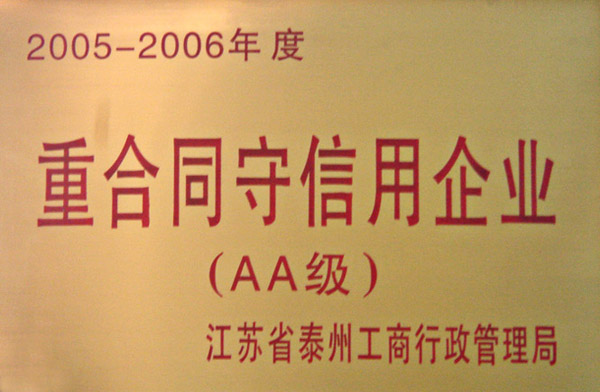 2005-2006年度
重合同守信用企业
(AA级)
江苏省泰州工商行政管理局